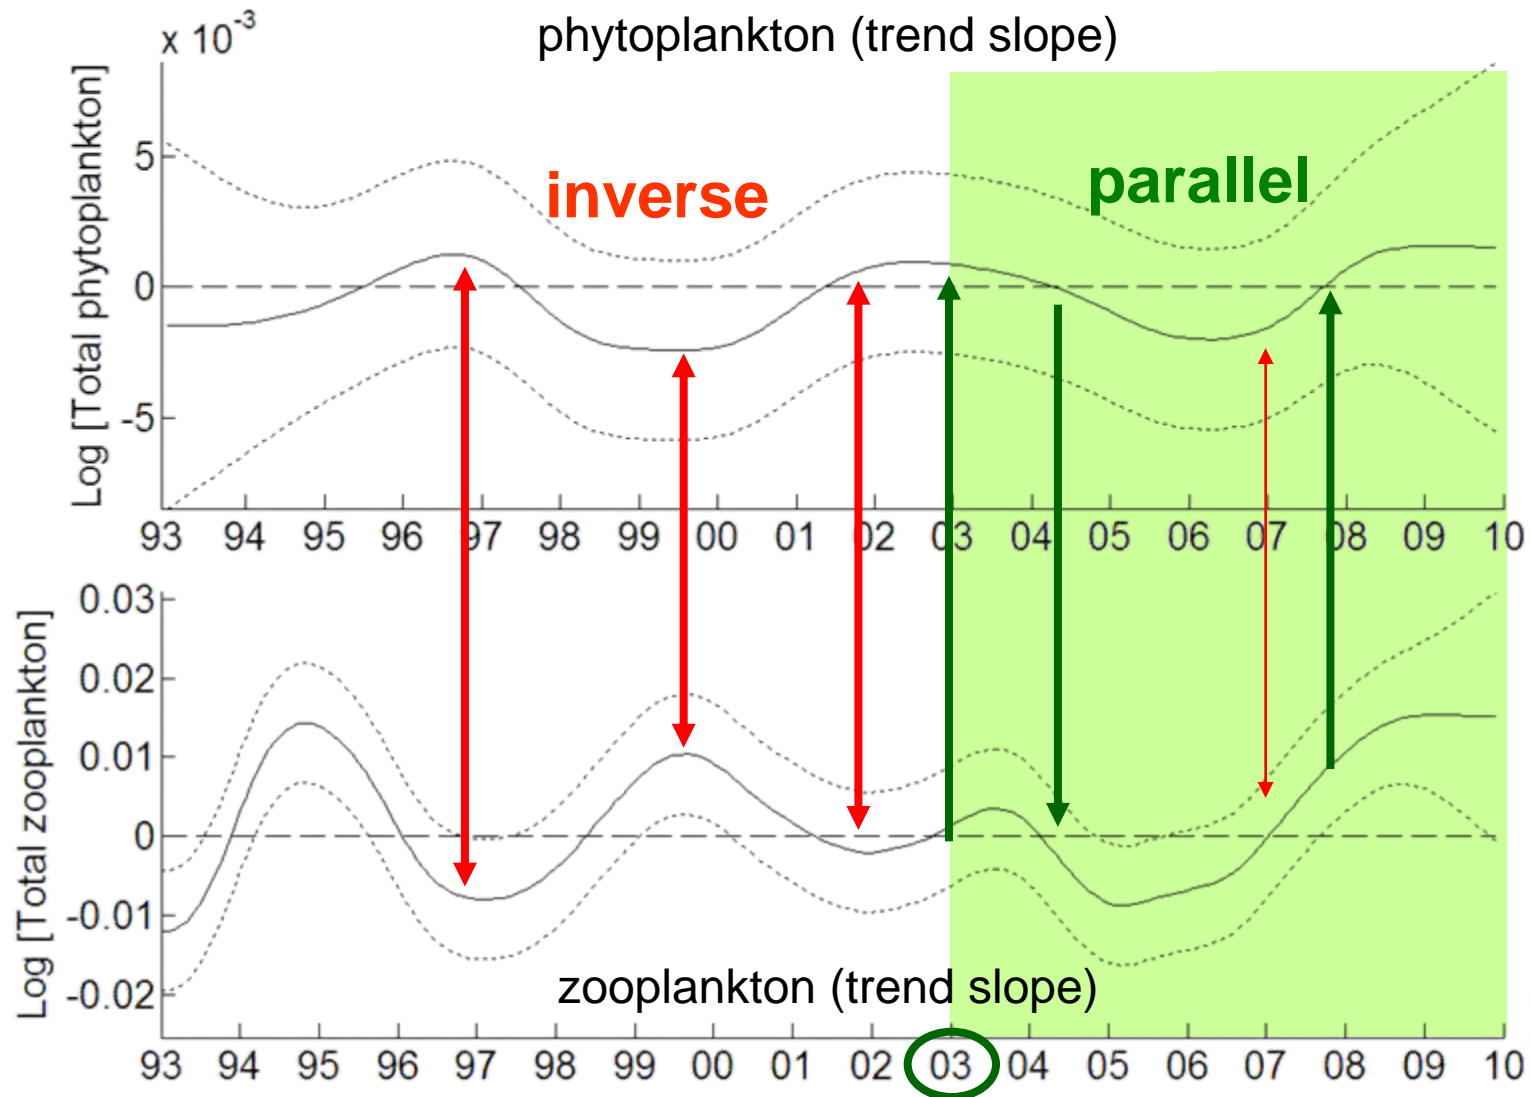 phytoplankton (trend slope)
x 10-3
Log [Total phytoplankton]
5
0
-5
inverse
parallel
93 94 95 96 97 98 99 00 01 02 03 04 05 06 07 08 09 10
Log [Total zooplankton]
0.03
0.02
0.01
0
-0.01
-0.02
zooplankton (trend slope)
93 94 95 96 97 98 99 00 01 02 03 04 05 06 07 08 09 10